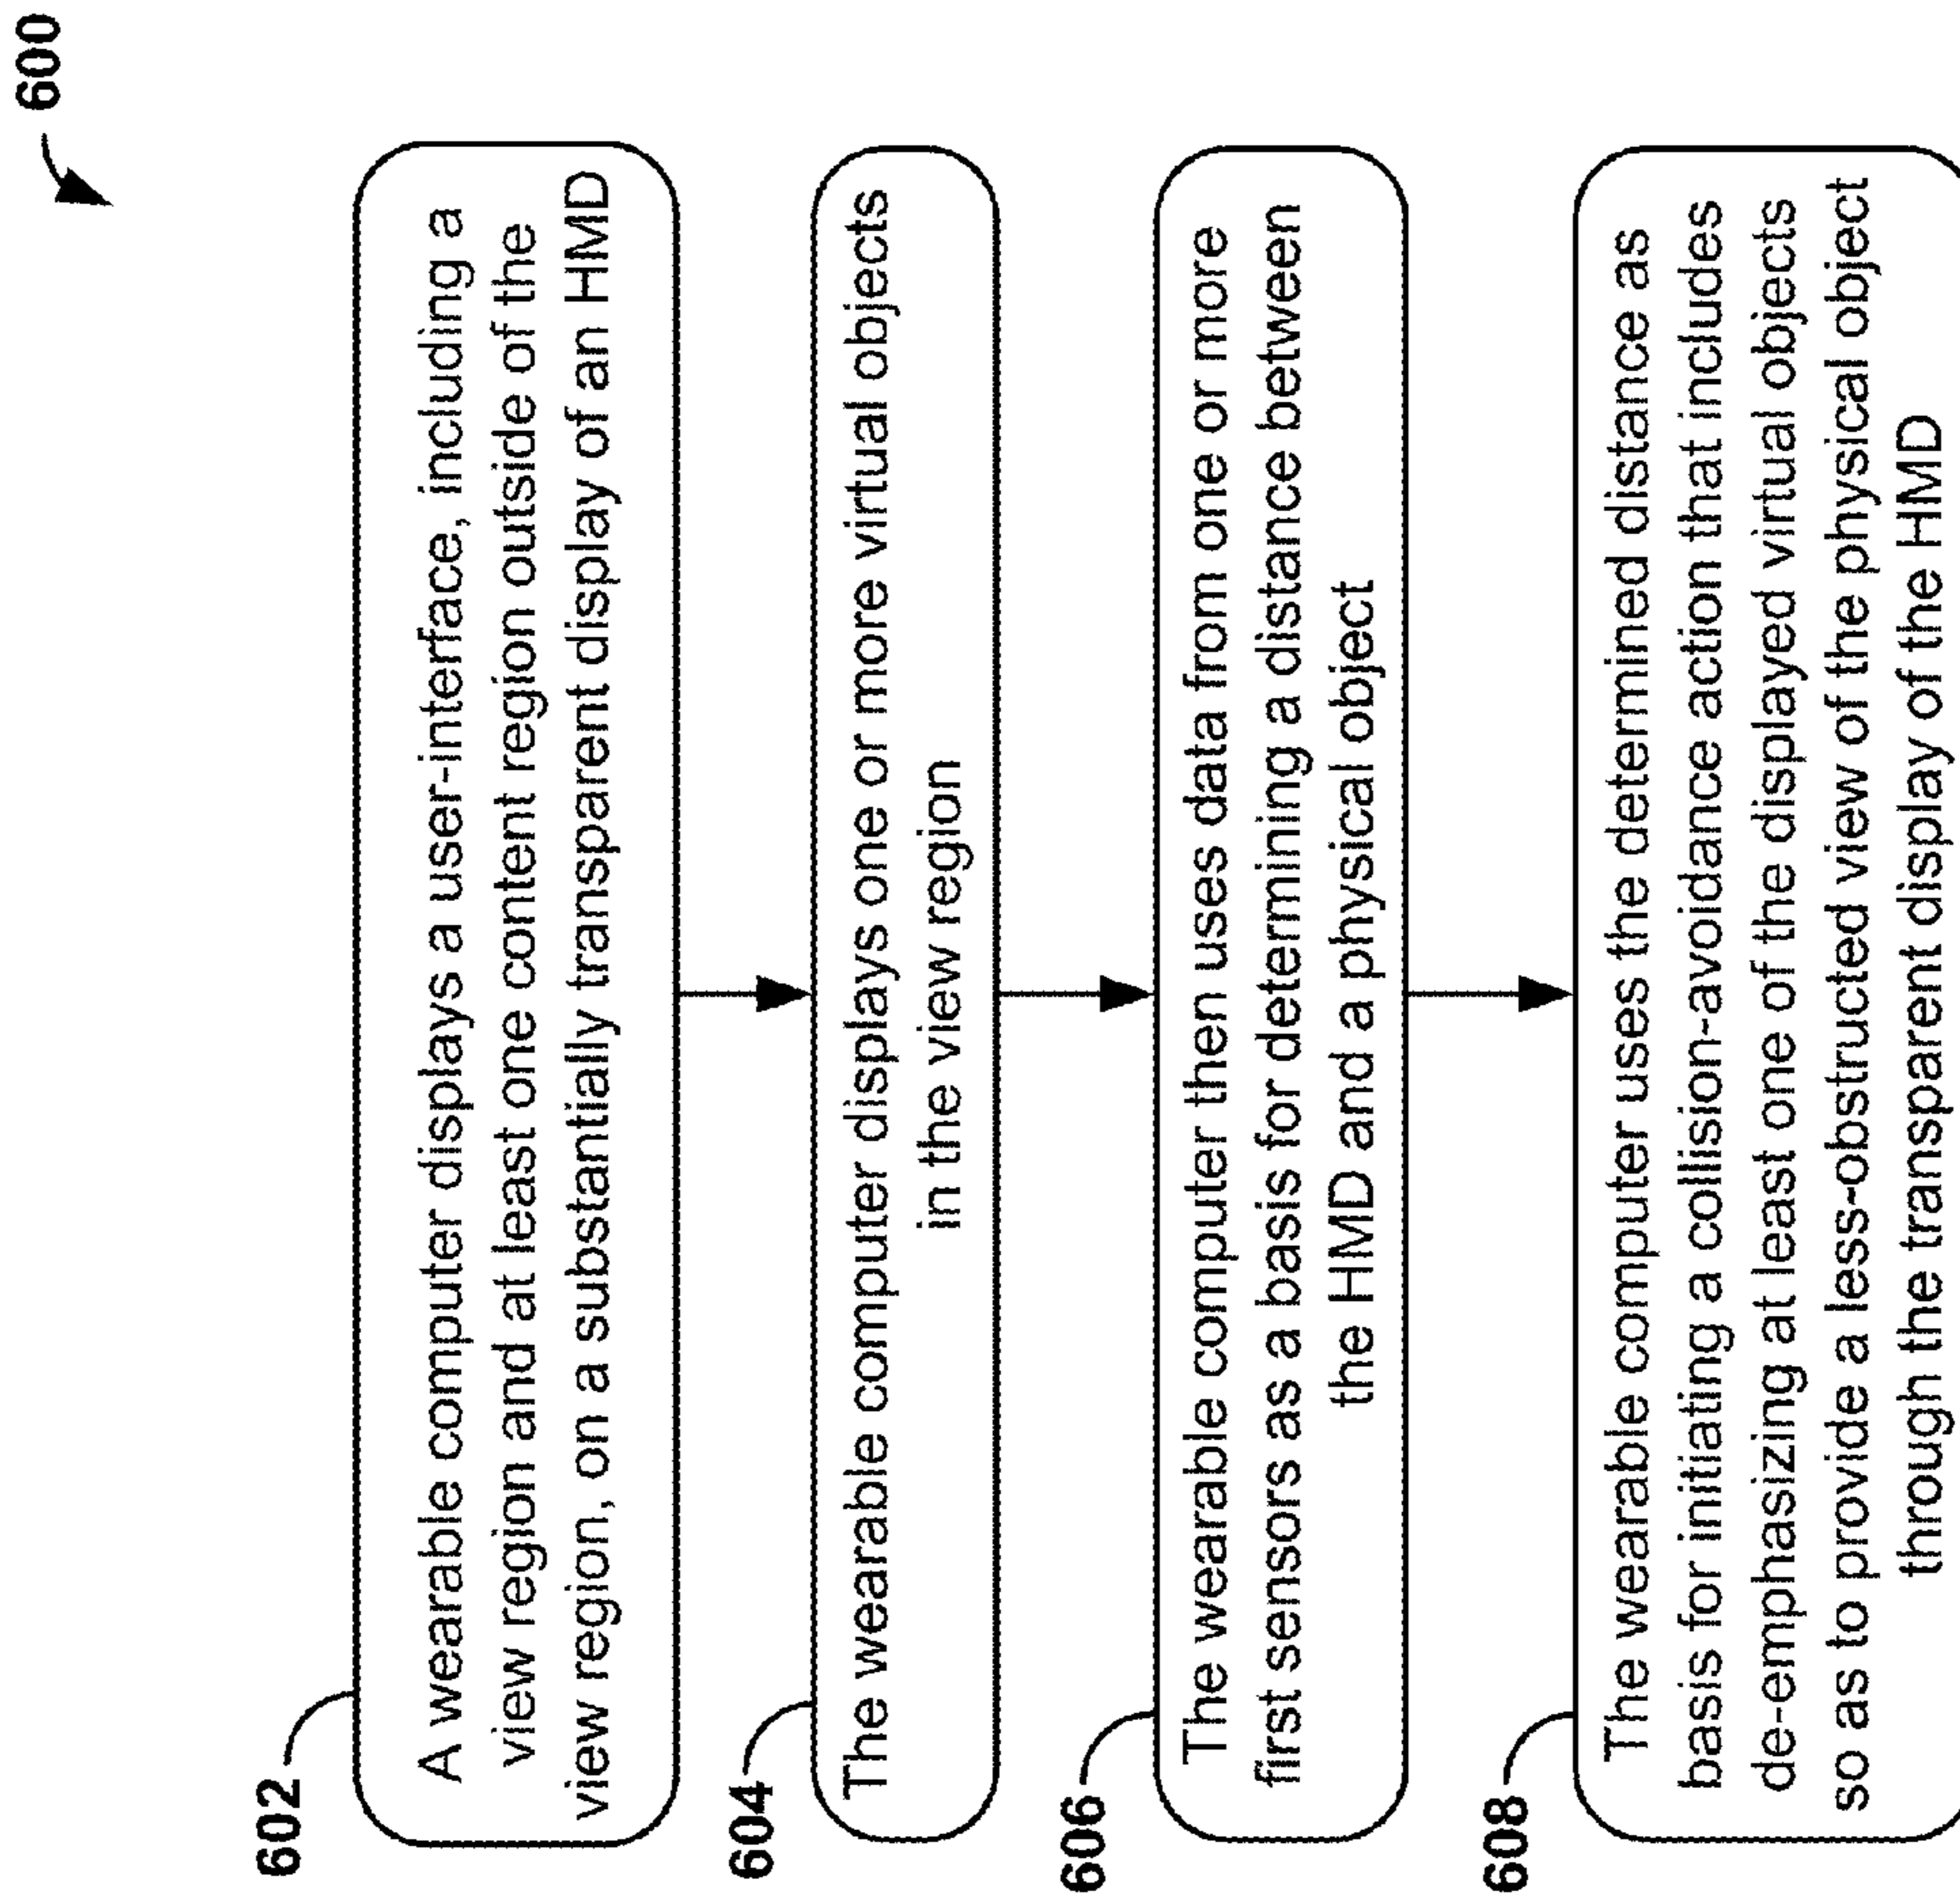 600
602
A wearable computer displays a user-interface, including a
view region and at least one content region outside of the
view region, on a substantially transparent display of an HMD
604
The wearable computer displays one or more virtual objects
in the view region
606
The wearable computer then uses data from one or more
first sensors as a basis for determining a distance between
the HMD and a physical object
608
The wearable computer uses the determined distance as
basis for initiating a collision-avoidance action that includes
de-emphasizing at least one of the displayed virtual objects
so as to provide a less-obstructed view of the physical object
through the transparent display of the HMD